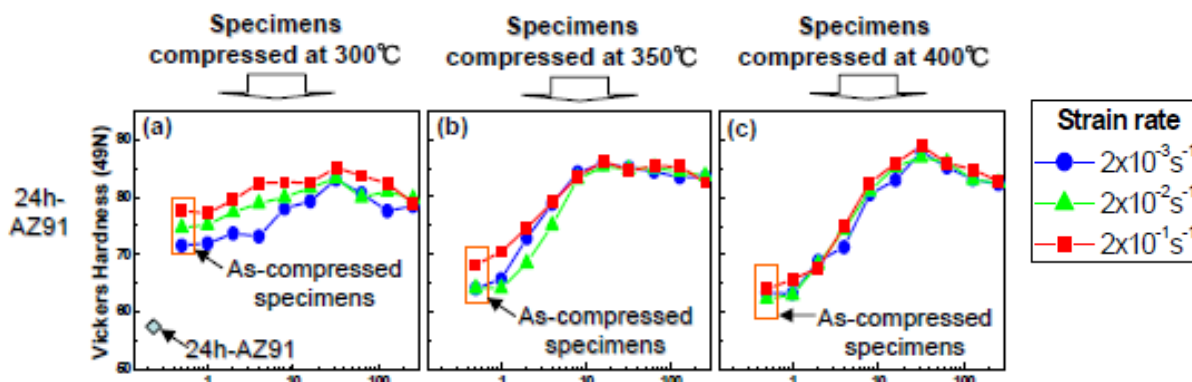 Specimens
compressed at 300℃
Specimens
compressed at 350℃
Specimens
compressed at 400℃
24h-
AZ91
Vickers Hardness (49N)
90
80
70
60
(a)
As-compressed
specimens
24h-AZ91
1
10
100
(b)
As-compressed
specimens
1
10
100
(c)
As-compressed
specimens
1
10
100
Strain rate
2x10⁻³s⁻¹
2x10⁻²s⁻¹
2x10⁻¹s⁻¹